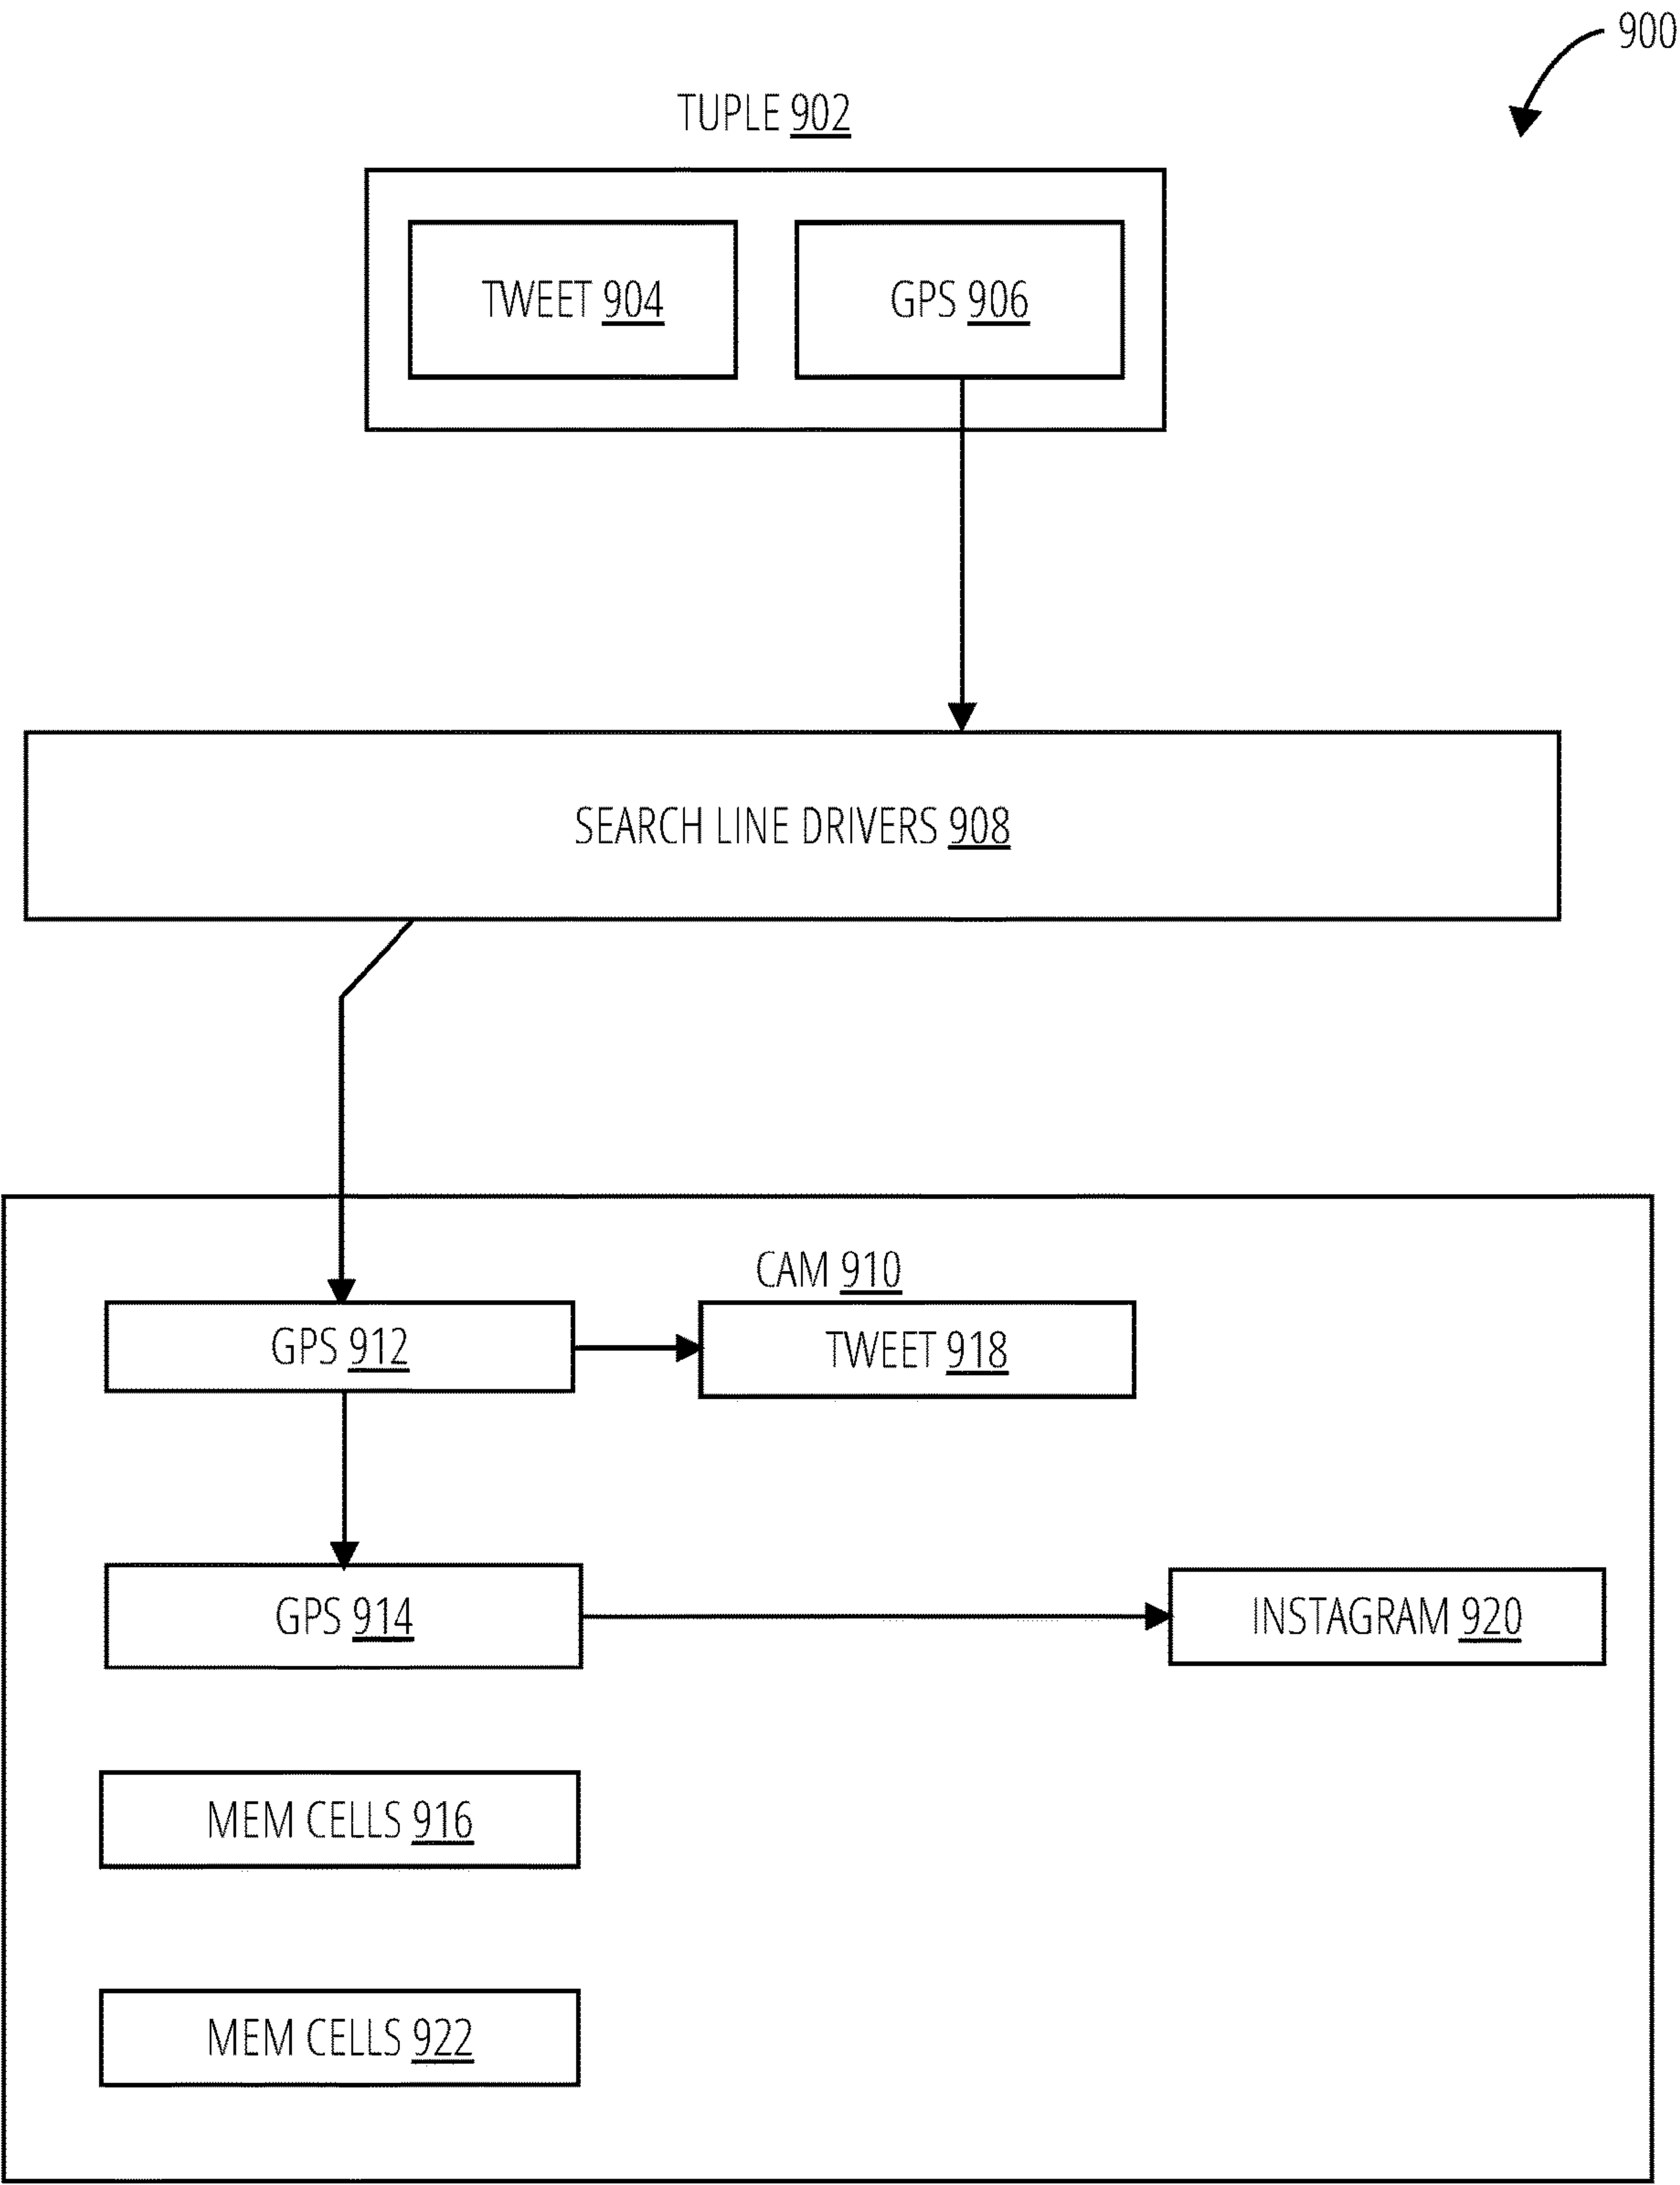 900
TUPLE 902
TWEET 904
GPS 906
SEARCH LINE DRIVERS 908
CAM 910
GPS 912
TWEET 918
GPS 914
INSTAGRAM 920
MEM CELLS 916
MEM CELLS 922